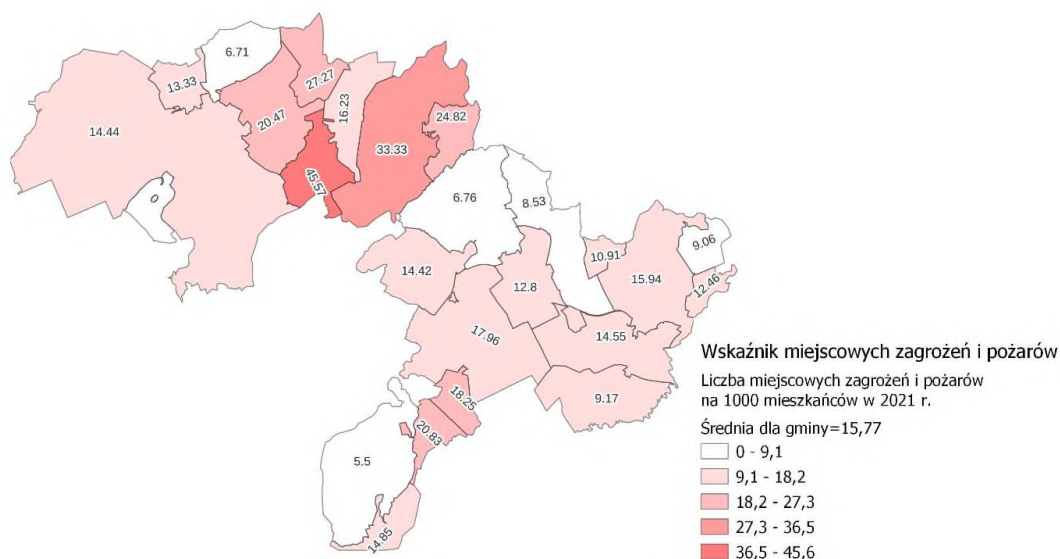 6.71
13.33
27.27
16.23
14.44
20.47
24.82
33.33
45.57
0
6.76
8.53
9.06
10.91
15.94
12.46
14.42
12.8
17.96
14.55
9.17
18.25
20.83
5.5
14.85
Wskaźnik miejscowych zagrożeń i pożarów
Liczba miejscowych zagrożeń i pożarów
na 1000 mieszkańców w 2021 r.
Średnia dla gminy=15,77
0 - 9,1
9,1 - 18,2
18,2 - 27,3
27,3 - 36,5
36,5 - 45,6